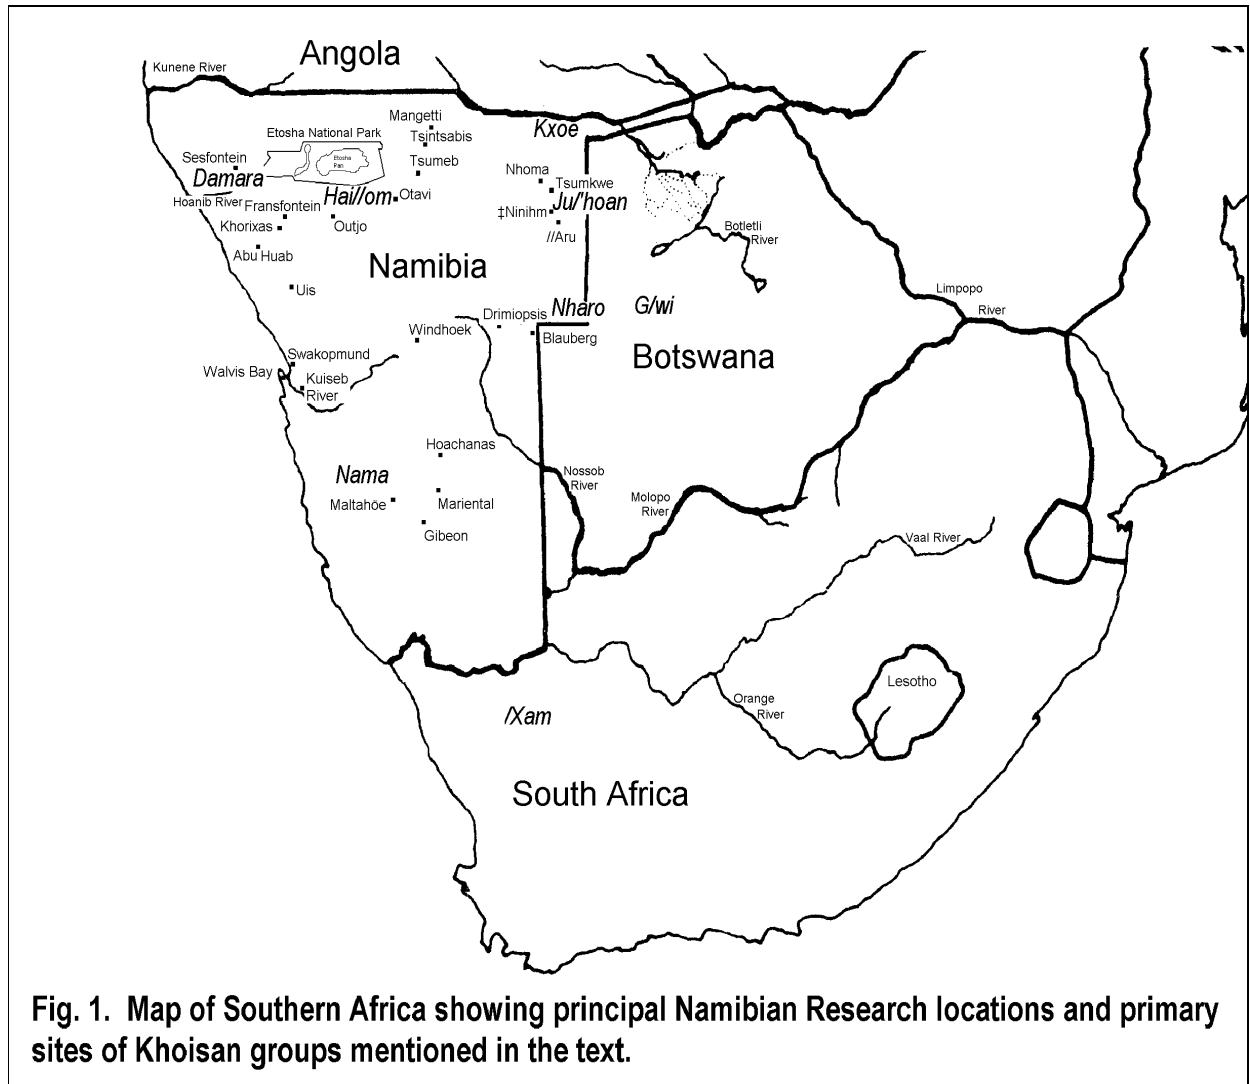 Angola
Kunene River
Mangetti
Kxoe
Etosha National Park
Tsintsabis
Sesfontein
Etosha
Pan
Tsumeb
Nhoma
Damara
Tsumkwe
Hoanib River
Fransfontein
Hai//om
Otavi
Ju/'hoan
‡Ninihm
Khorixas
Outjo
//Aru
Botletli
River
Abu Huab
Namibia
Uis
Limpopo
River
Nharo
G/wi
Drimiopsis
Windhoek
Blauberg
Swakopmund
Botswana
Walvis Bay
Kuiseb
River
Hoachanas
Nama
Nossob
River
Maltahöe
Mariental
Molopo
River
Gibeon
Vaal River
Lesotho
Orange
River
/Xam
South Africa
Fig. 1. Map of Southern Africa showing principal Namibian Research locations and primary
sites of Khoisan groups mentioned in the text.